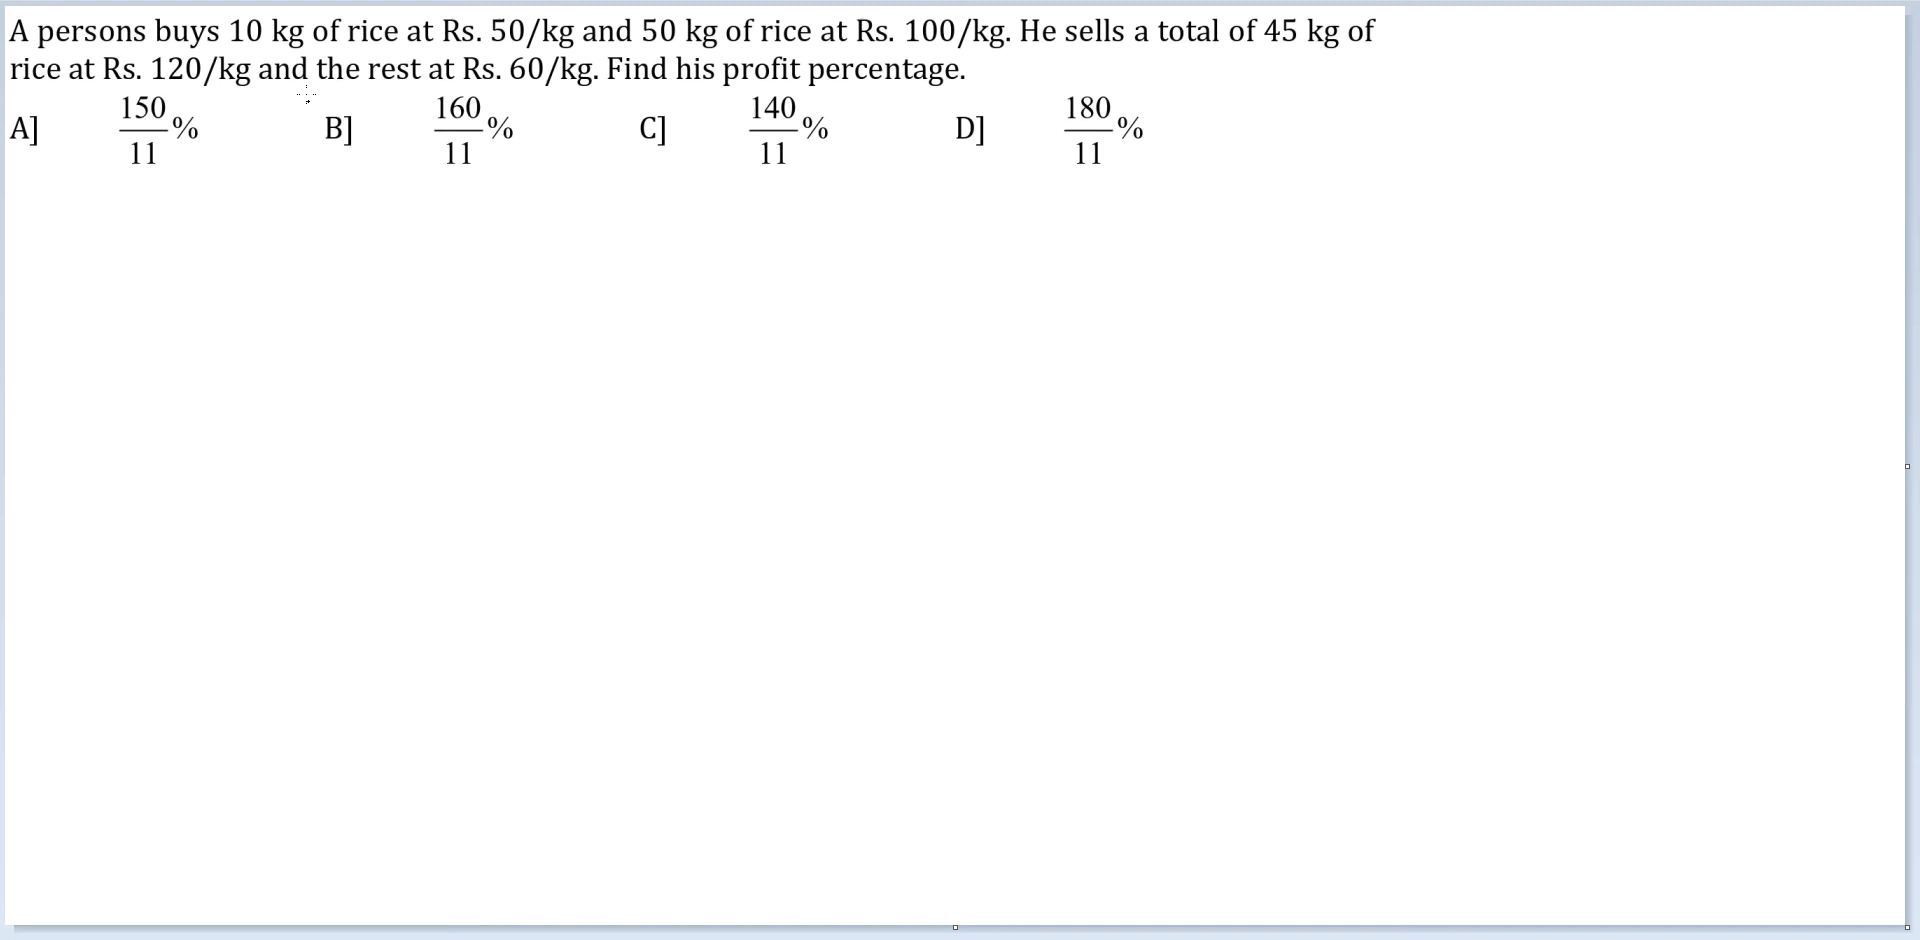 A persons buys 10 kg of rice at Rs. 50/kg and 50 kg of rice at Rs. 100/kg. He sells a total of 45 kg of
rice at Rs. 120/kg and the rest at Rs. 60/kg. Find his profit percentage.
A] 150/11% B] 160/11% C] 140/11% D] 180/11%